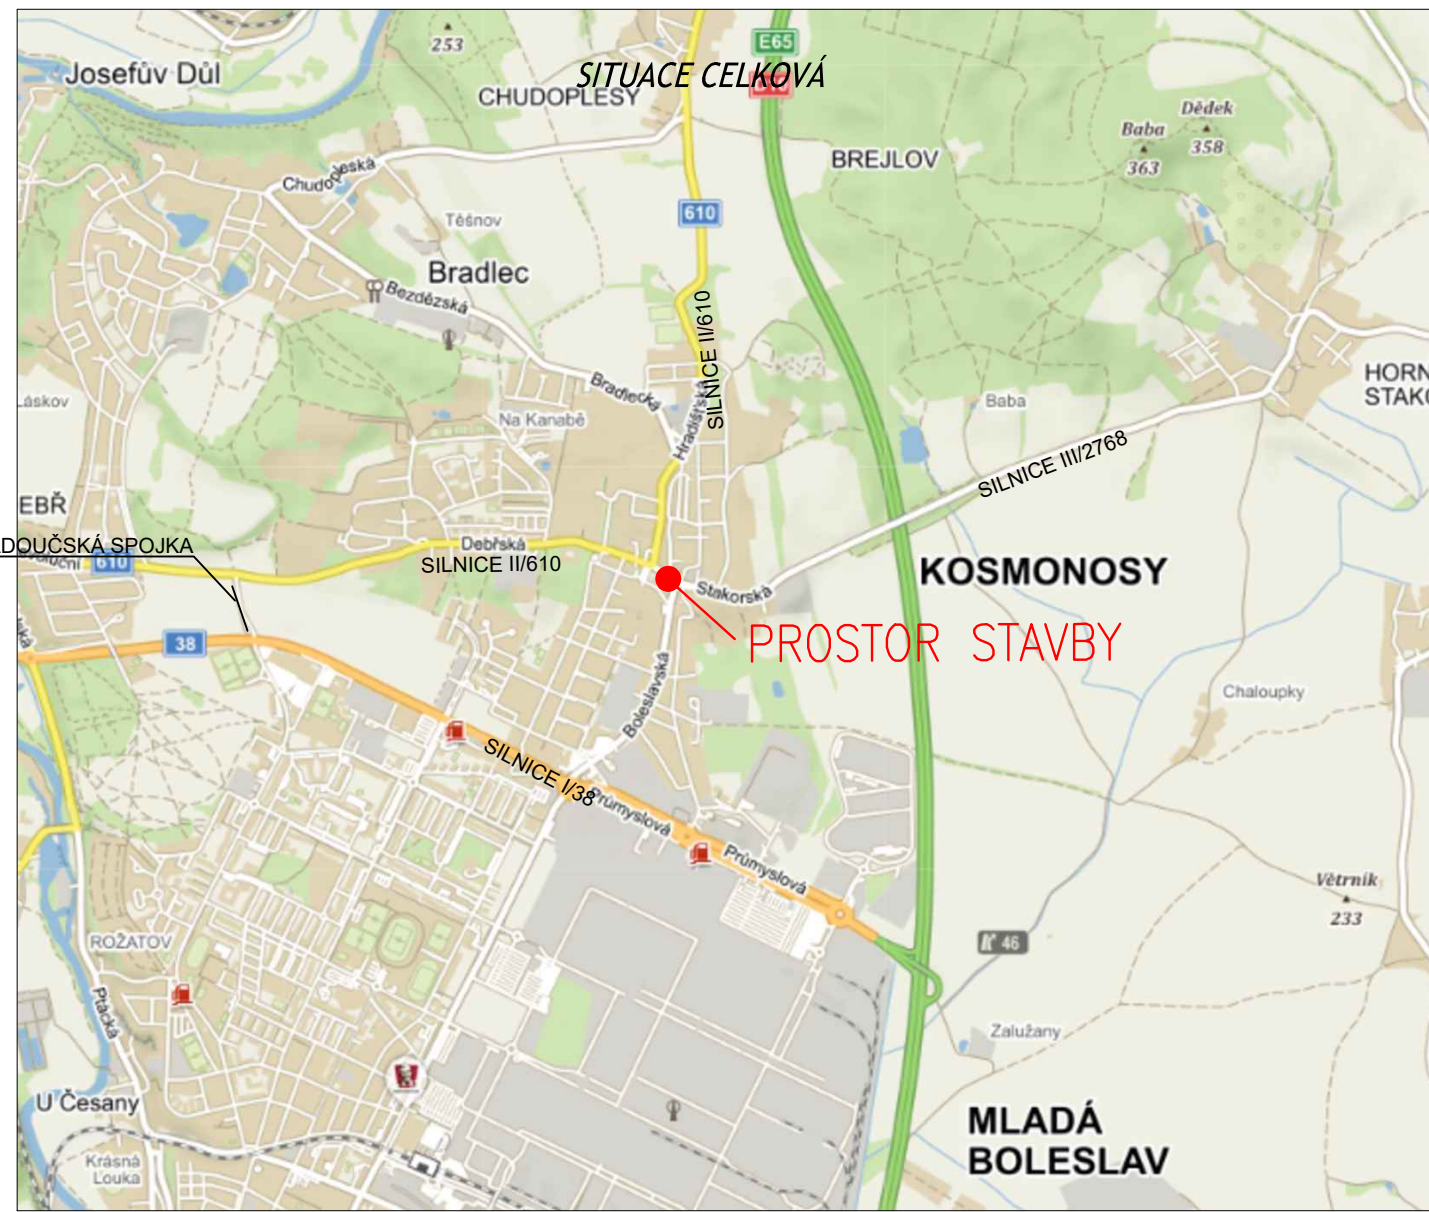 253
E65
Josefův Důl
SITUACE CELKOVÁ
CHUDOPLESY
Dědek
358
Baba
363
BREJLOV
Chudopleská
610
Těšnov
Bradlec
Bezdězská
SILNICE II/610
Bradlecká
HORN
STAK
Láskov
Baba
Na Kanabě
Hradišťská
SILNICE III/2768
EBŘ
DOUČSKÁ SPOJKA
Debřská
610
SILNICE II/610
KOSMONOSY
Stakorská
38
PROSTOR STAVBY
Chaloupky
Boleslavská
SILNICE I/38
Průmyslová
Průmyslová
Větrník
233
ROŽATOV
46
Ptácká
Zalužany
U Česany
MLADÁ
BOLESLAV
Krásná
Louka